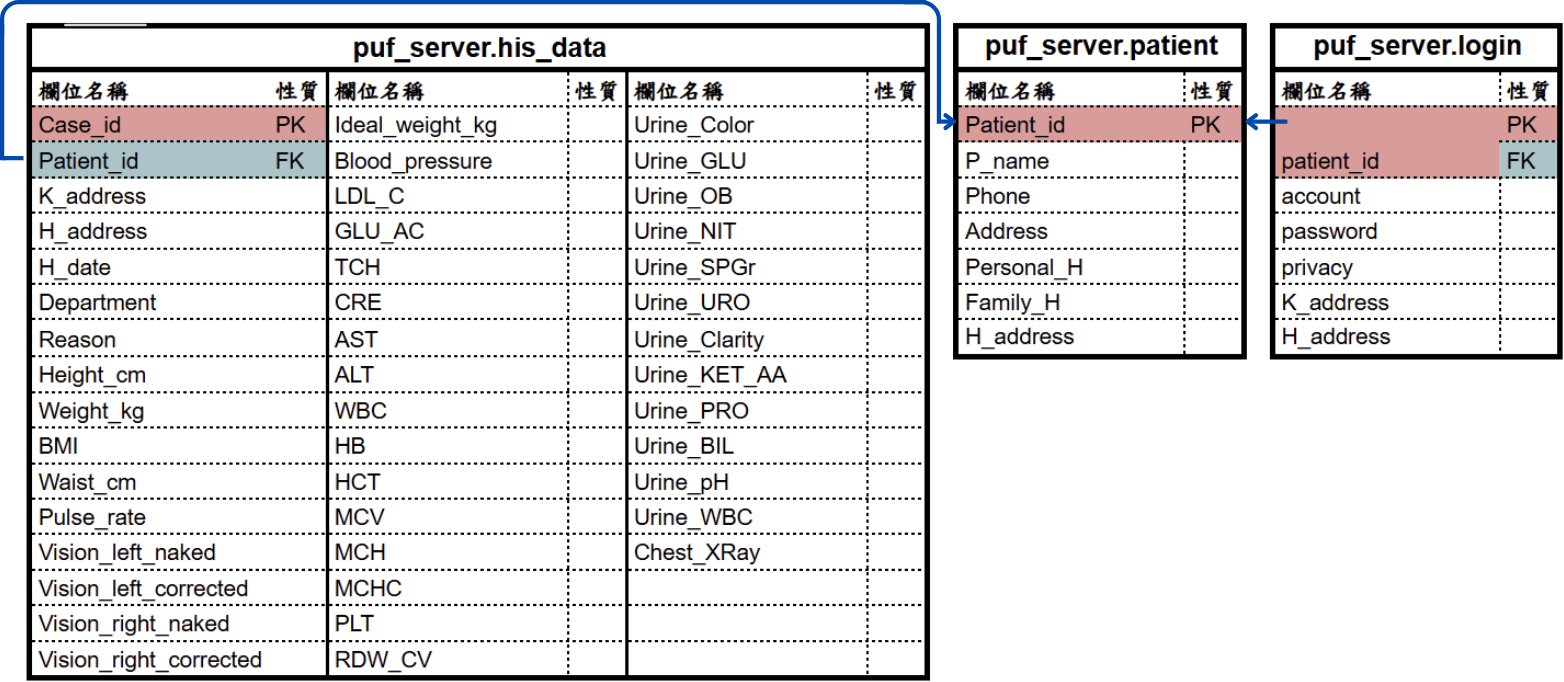 puf_server.his_data
欄位名稱 性質 欄位名稱 性質 欄位名稱 性質
Case_id PK Ideal_weight_kg Urine_Color
Patient_id FK Blood_pressure Urine_GLU
K_address LDL_C Urine_OB
H_address GLU_AC Urine_NIT
H_date TCH Urine_SPGr
Department CRE Urine_URO
Reason AST Urine_Clarity
Height_cm ALT Urine_KET_AA
Weight_kg WBC Urine_PRO
BMI HB Urine_BIL
Waist_cm HCT Urine_pH
Pulse_rate MCV Urine_WBC
Vision_left_naked MCH Chest_XRay
Vision_left_corrected MCHC
Vision_right_naked PLT
Vision_right_corrected RDW_CV
puf_server.patient
欄位名稱 性質
Patient_id PK
P_name
Phone
Address
Personal_H
Family_H
H_address
puf_server.login
欄位名稱 性質
PK
patient_id FK
account
password
privacy
K_address
H_address